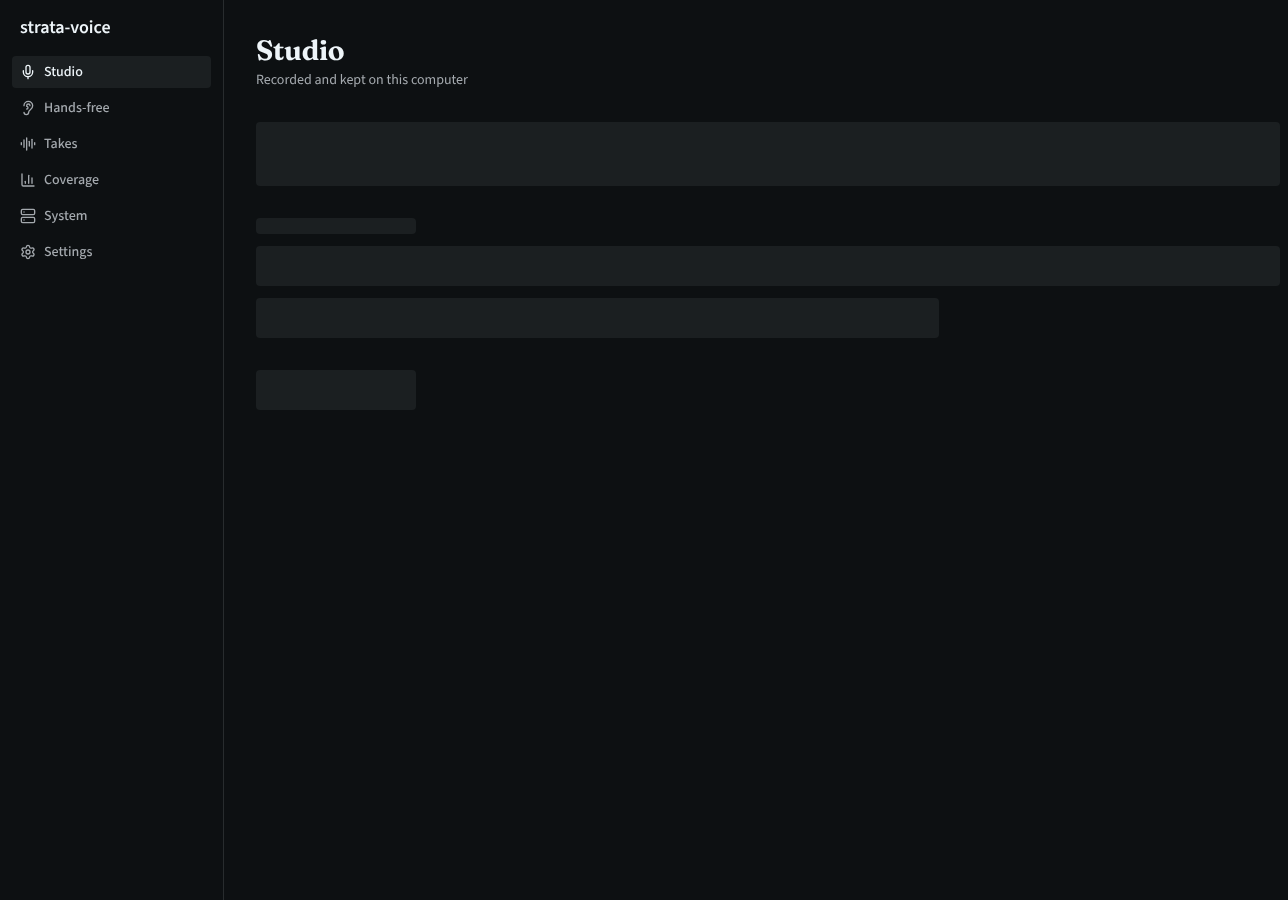 strata-voice
Studio
Hands-free
Takes
Coverage
System
Settings
Studio
Recorded and kept on this computer